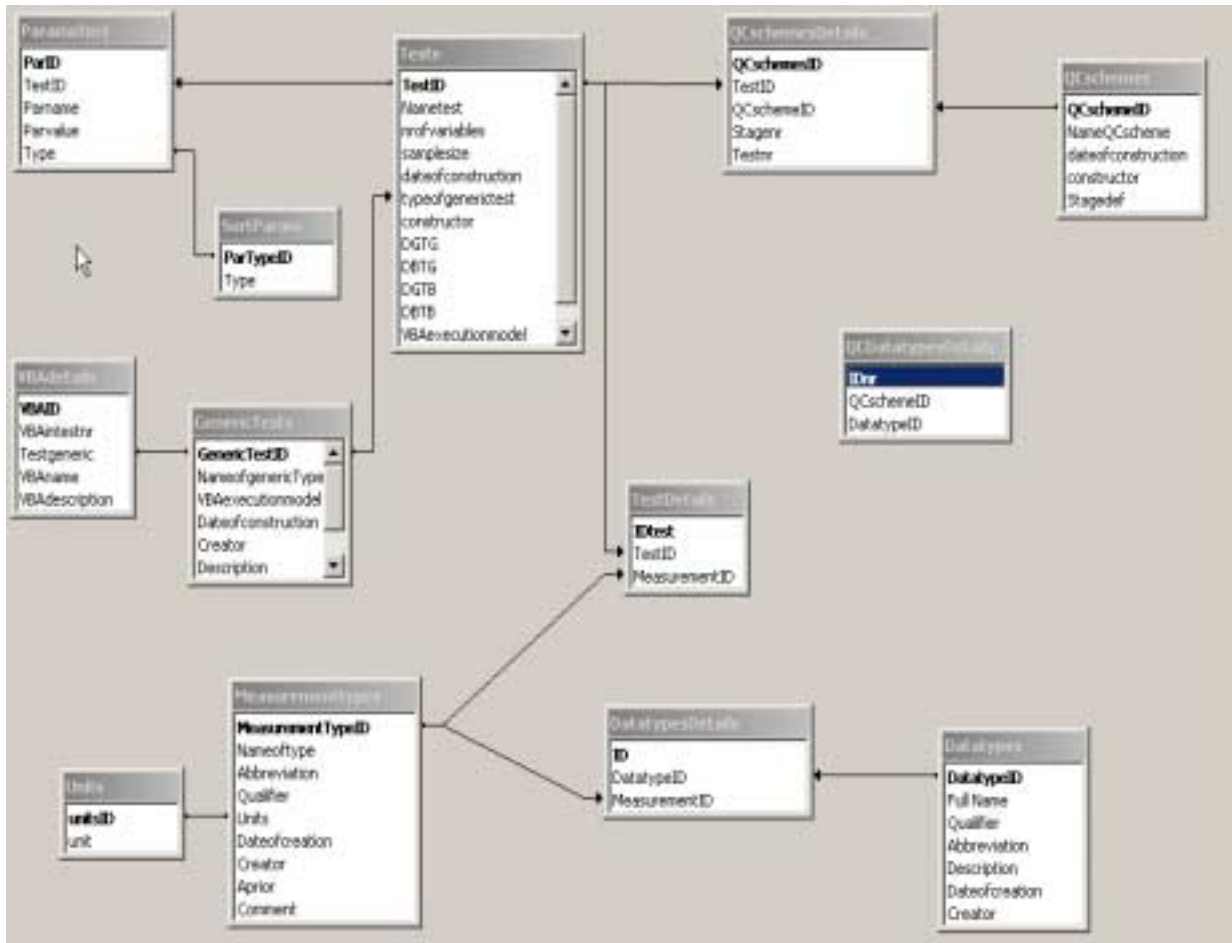 Parameters
ParID
TestID
Parname
Parvalue
Type
Tests
TestID
Nametest
nrofvariables
samplesize
dateofconstruction
typeofgenerictest
constructor
DGTG
DBTG
DGTB
DBTB
VBAexecutionmodel
QCschemesDetails
QCschemesID
TestID
QCschemeID
Stagenr
Testnr
QCschemes
QCschemeID
NameQCscheme
dateofconstruction
constructor
Stagedef
SortParam
ParTypeID
Type
VBAdetails
VBAID
VBAintestnr
Testgeneric
VBAname
VBAdescription
GenericTests
GenericTestID
NameofgenericType
VBAexecutionmodel
Dateofconstruction
Creator
Description
QCDatatypesDetails
IDnr
QCschemeID
DatatypeID
TestDetails
IDtest
TestID
MeasurementID
Units
unitsID
unit
Measurementtypes
MeasurementTypeID
Nameoftype
Abbreviation
Qualifier
Units
Dateofcreation
Creator
Aprior
Comment
DatatypesDetails
ID
DatatypeID
MeasurementID
Datatypes
DatatypeID
Full Name
Qualifier
Abbreviation
Description
Dateofcreation
Creator